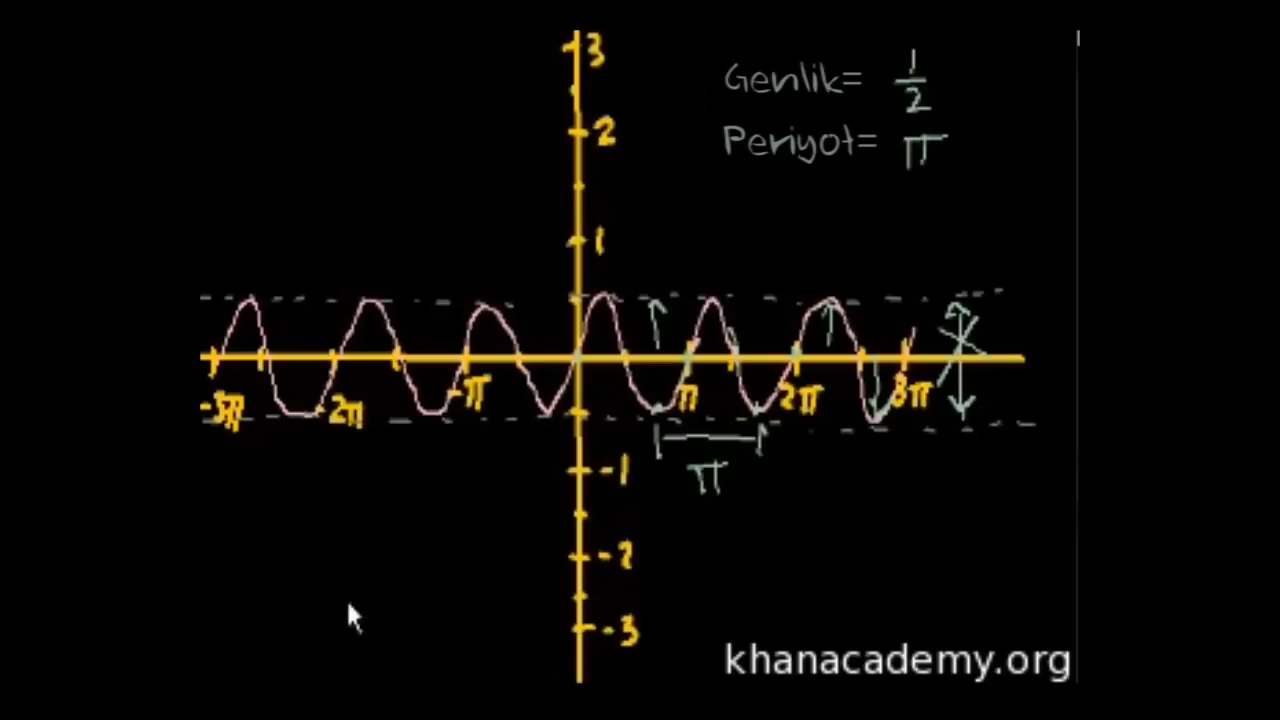 3
Genlik= 1/2
2
Periyot= π
1
-3π -2π -π π 2π 3π
-1
π
-2
-3
khanacademy.org